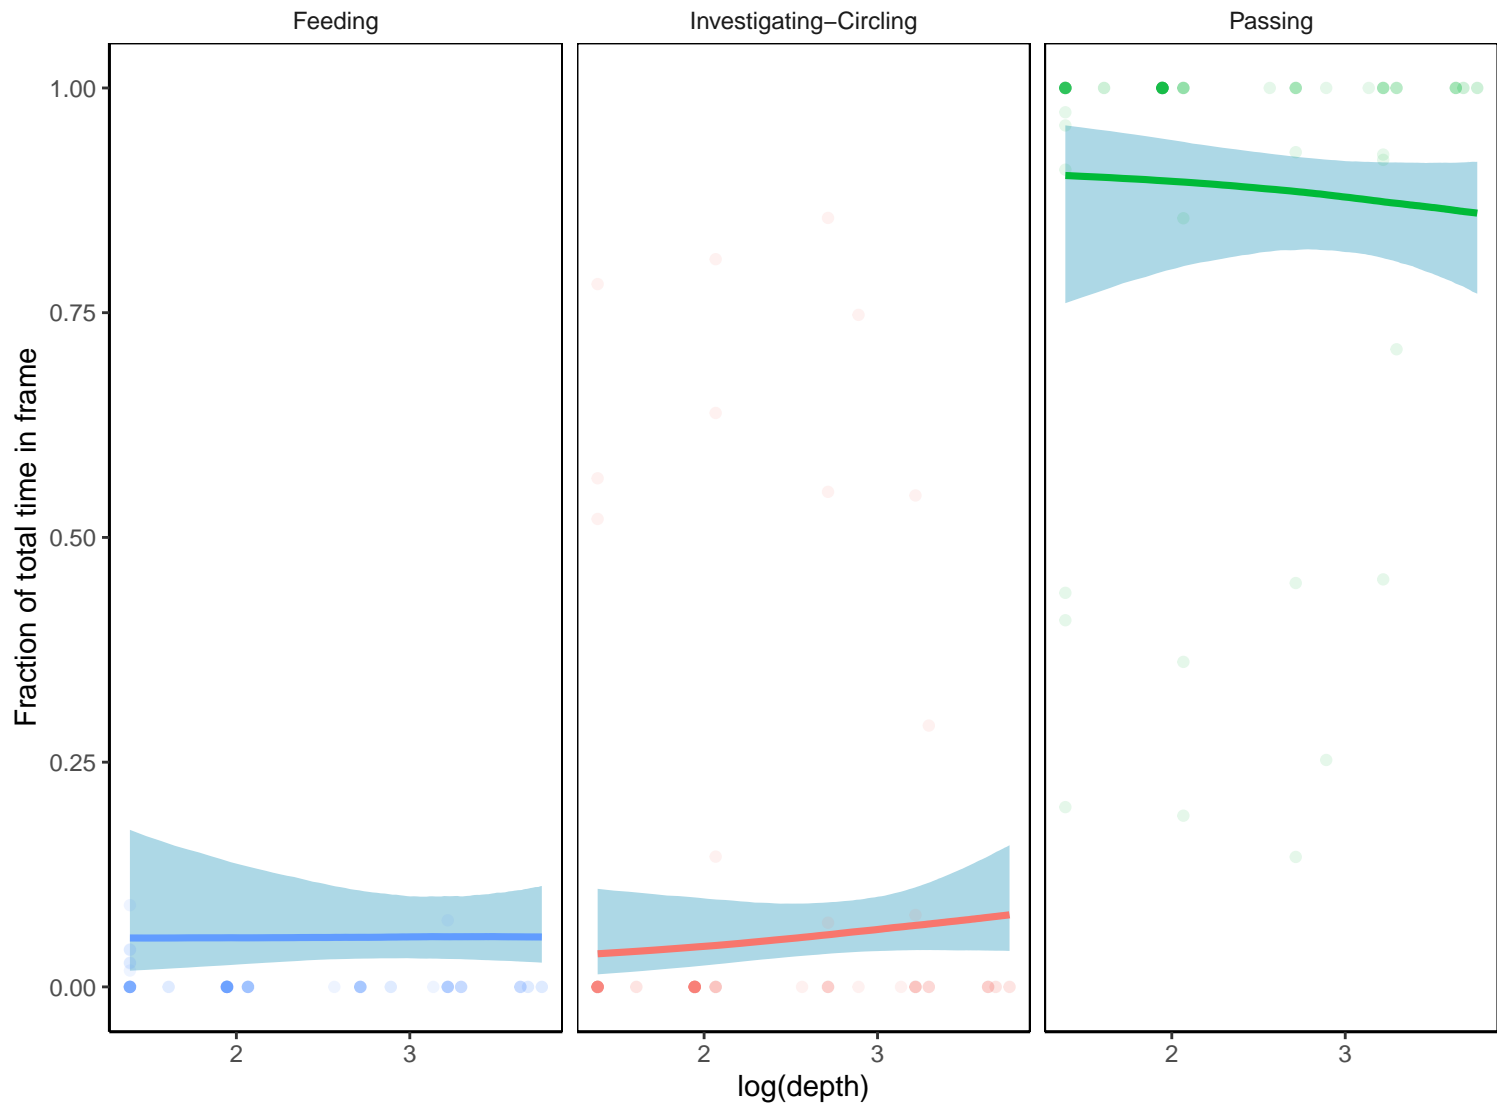 Feeding
Investigating−Circling
Passing
Fraction of total time in frame
1.00
0.75
0.50
0.25
0.00
2 3
2 3
2 3
log(depth)